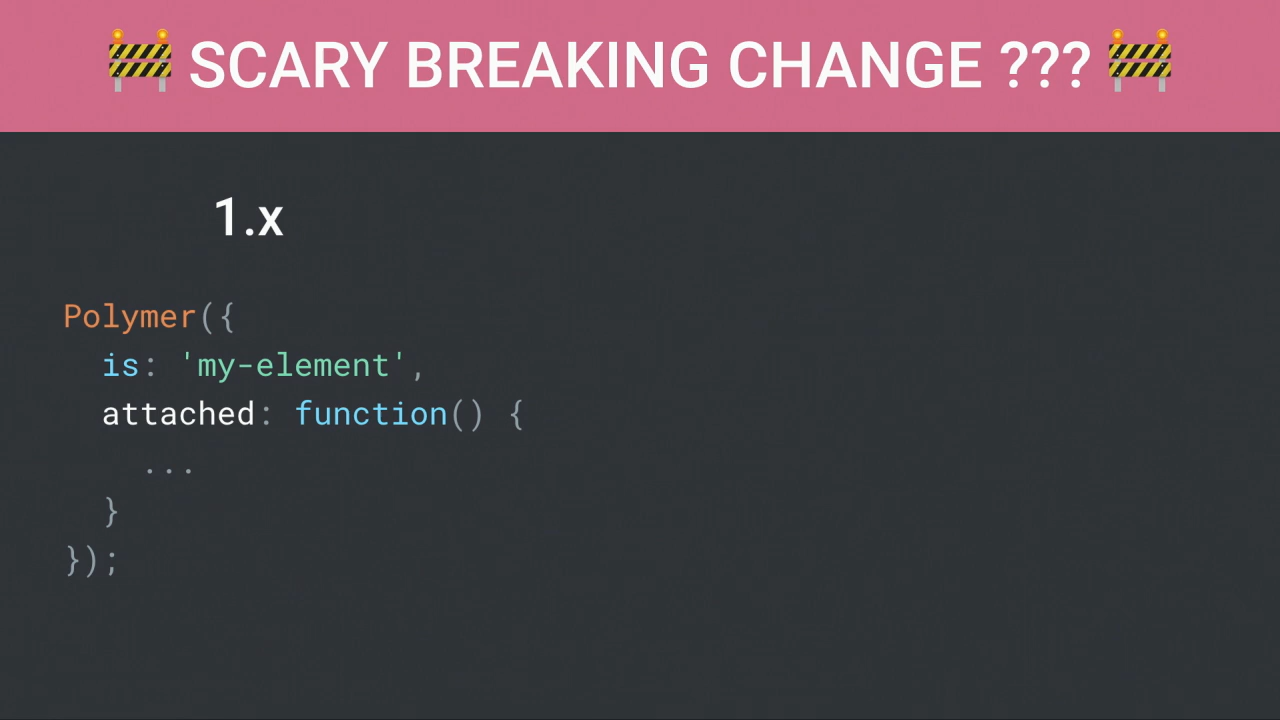 🚧 SCARY BREAKING CHANGE ??? 🚧
1.x
Polymer({
  is: 'my-element',
  attached: function() {
    ...
  }
});